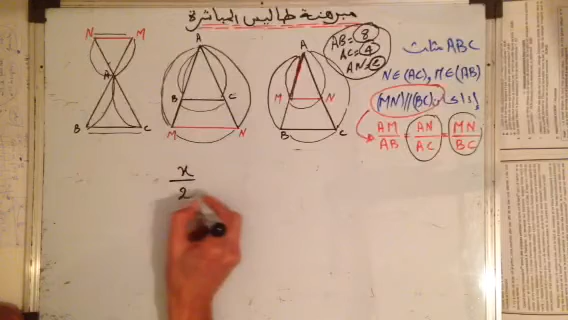 مبرهنة طاليس المباشرة
N M
A
B C
A
B C
M N
A
M N
B C
AB = 8
AC = 4
AN =
ABC مثلث
N∈(AC), M∈(AB)
إذا كان (MN)//(BC)
AM/AB = AN/AC = MN/BC
x/2